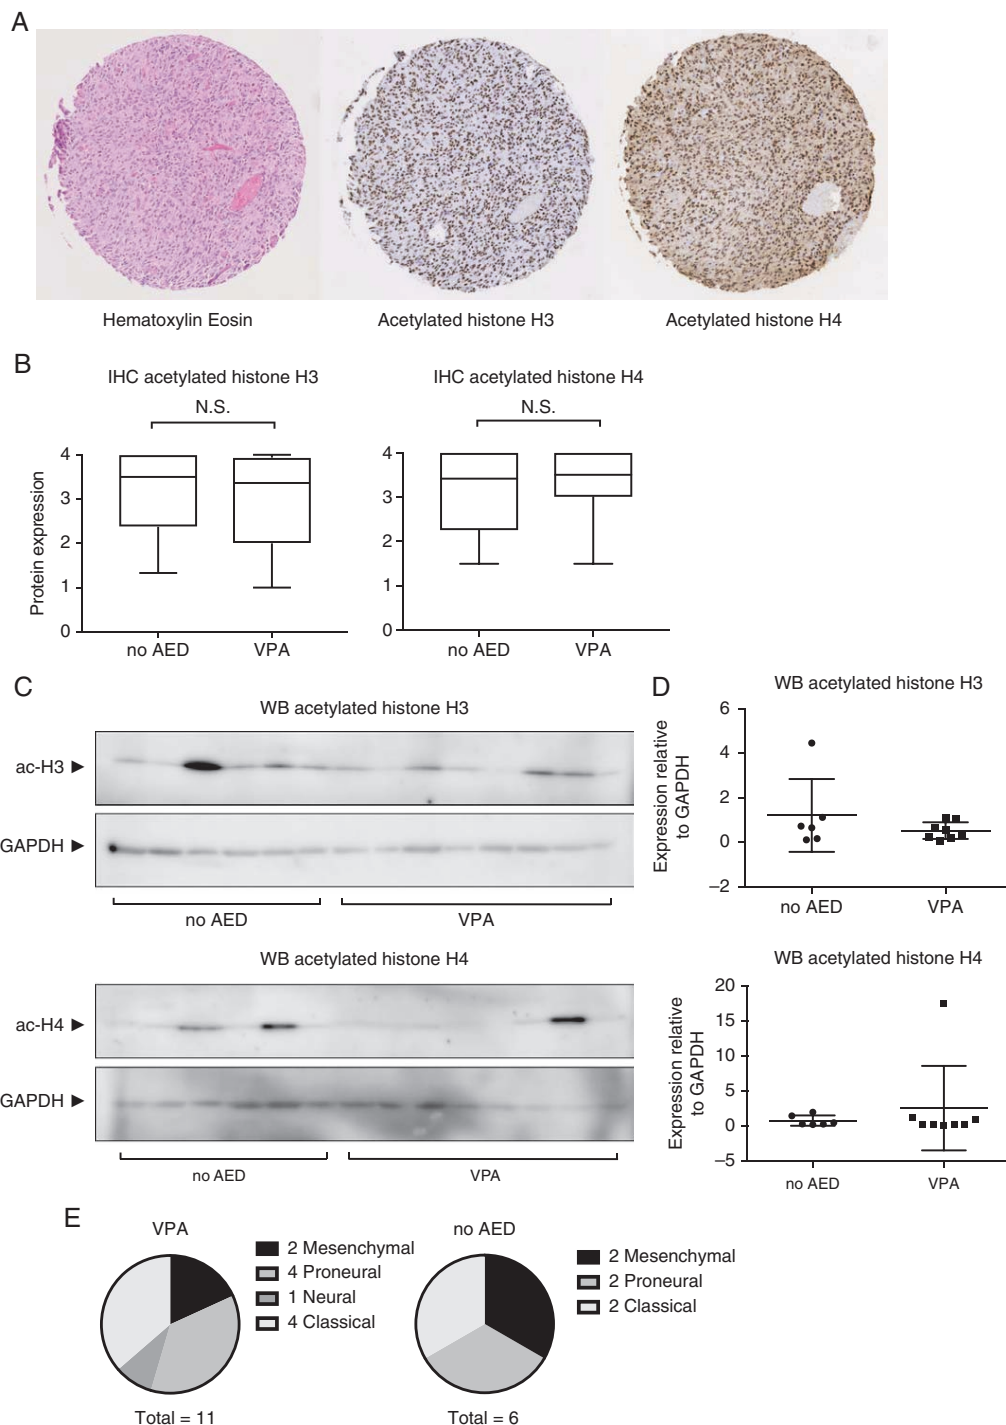 A
Hematoxylin Eosin
Acetylated histone H3
Acetylated histone H4
B
IHC acetylated histone H3
N.S.
Protein expression
4
3
2
1
0
no AED
VPA
IHC acetylated histone H4
N.S.
4
3
2
1
0
no AED
VPA
C
WB acetylated histone H3
ac-H3 ►
GAPDH ►
no AED
VPA
WB acetylated histone H4
ac-H4 ►
GAPDH ►
no AED
VPA
D
WB acetylated histone H3
Expression relative
to GAPDH
6
4
2
0
–2
no AED
VPA
WB acetylated histone H4
Expression relative
to GAPDH
20
15
10
5
0
–5
no AED
VPA
E
VPA
2 Mesenchymal
4 Proneural
1 Neural
4 Classical
Total = 11
no AED
2 Mesenchymal
2 Proneural
2 Classical
Total = 6